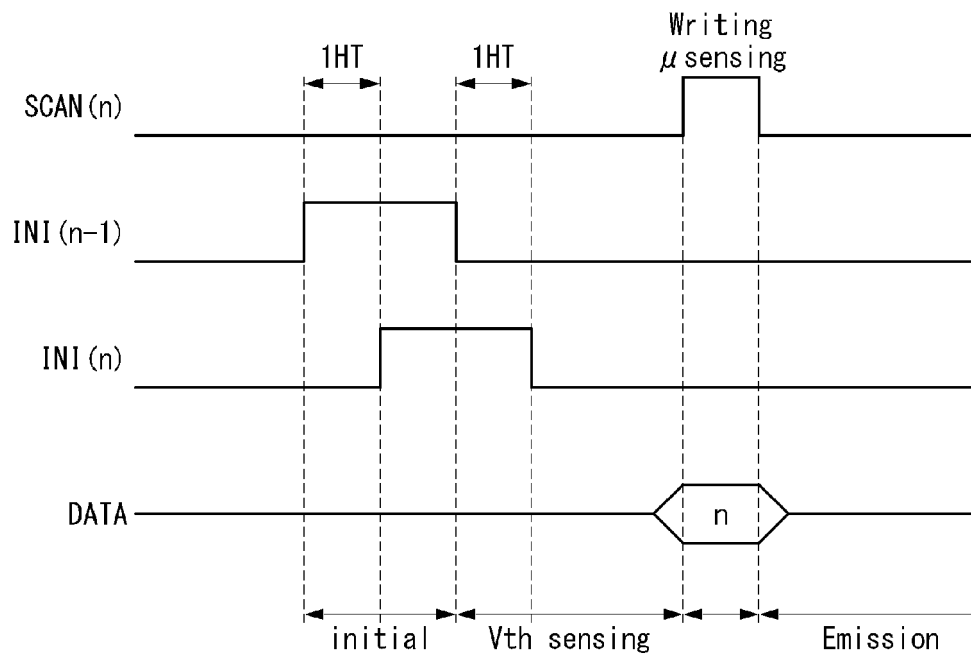 Writing
μ sensing
1HT
1HT
SCAN(n)
INI(n-1)
INI(n)
DATA
n
initial
Vth sensing
Emission